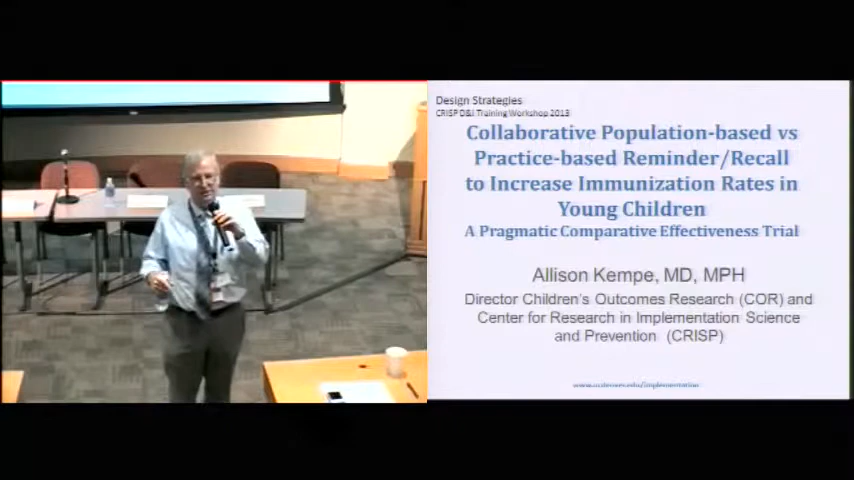 Design Strategies
CRISP D&I Training Workshop 2013
Collaborative Population-based vs
Practice-based Reminder/Recall
to Increase Immunization Rates in
Young Children
A Pragmatic Comparative Effectiveness Trial
Allison Kempe, MD, MPH
Director Children's Outcomes Research (COR) and
Center for Research in Implementation Science
and Prevention (CRISP)